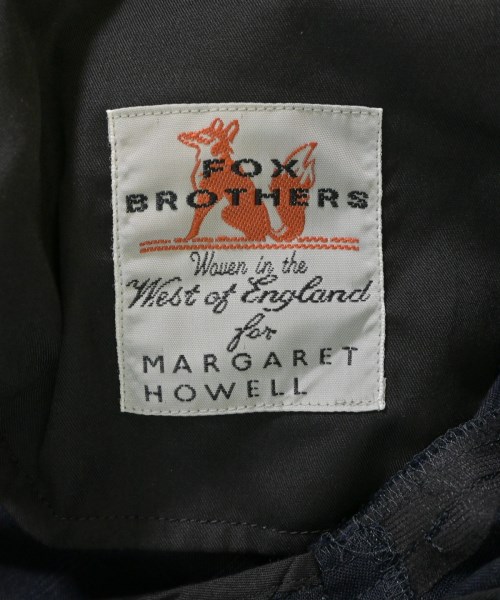 FOX
BROTHERS
Woven in the
West of England
for
MARGARET
HOWELL